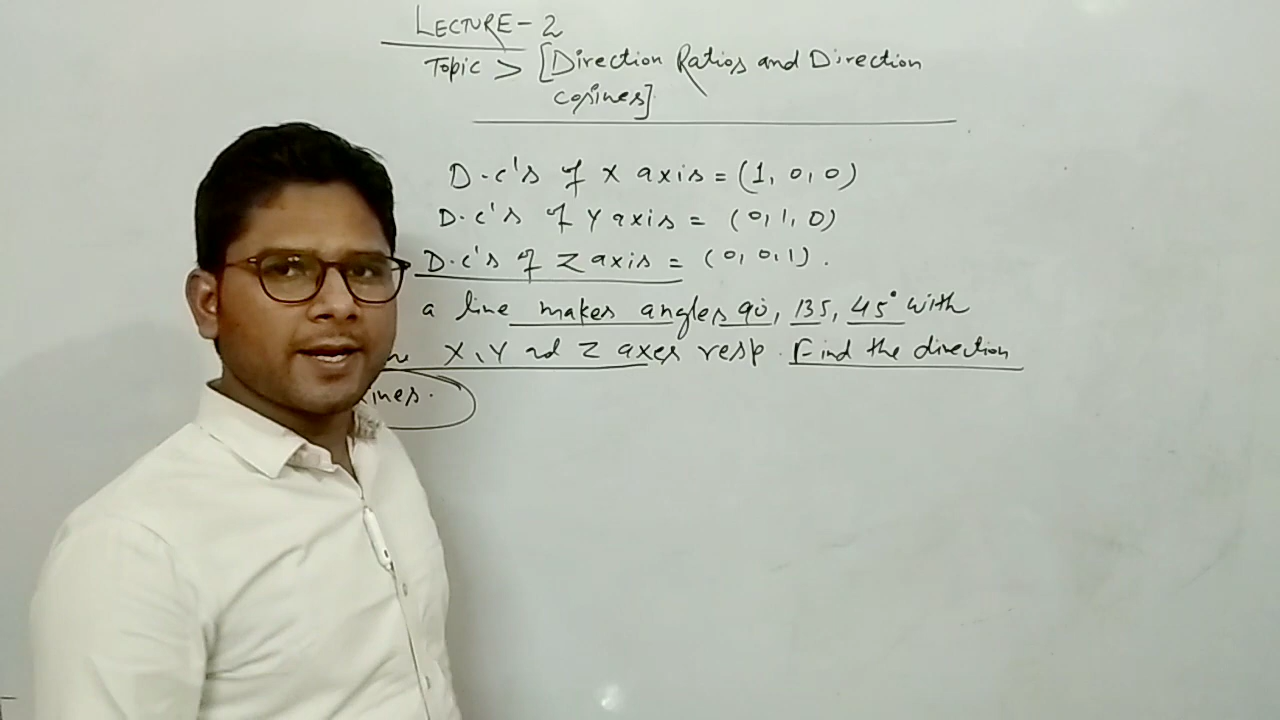 LECTURE-2
Topic > [Direction Ratios and Direction
cosines]
D.c's of X axis = (1, 0, 0)
D.c's of Y axis = (0, 1, 0)
D.c's of Z axis = (0, 0, 1).
a line makes angles 90°, 135, 45° with
X, Y and Z axes resp. Find the direction
ines.